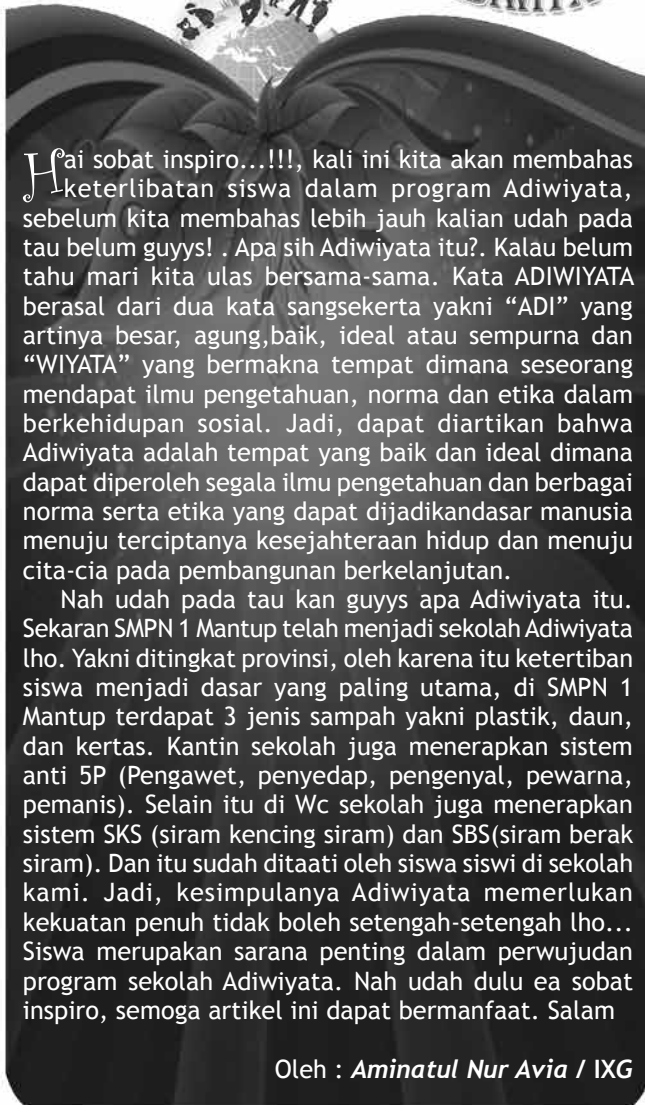 Hai sobat inspiro...!!!, kali ini kita akan membahas
keterlibatan siswa dalam program Adiwiyata,
sebelum kita membahas lebih jauh kalian udah pada
tau belum guyys! . Apa sih Adiwiyata itu?. Kalau belum
tahu mari kita ulas bersama-sama. Kata ADIWIYATA
berasal dari dua kata sangsekerta yakni “ADI” yang
artinya besar, agung,baik, ideal atau sempurna dan
“WIYATA” yang bermakna tempat dimana seseorang
mendapat ilmu pengetahuan, norma dan etika dalam
berkehidupan sosial. Jadi, dapat diartikan bahwa
Adiwiyata adalah tempat yang baik dan ideal dimana
dapat diperoleh segala ilmu pengetahuan dan berbagai
norma serta etika yang dapat dijadikandasar manusia
menuju terciptanya kesejahteraan hidup dan menuju
cita-cia pada pembangunan berkelanjutan.
Nah udah pada tau kan guyys apa Adiwiyata itu.
Sekaran SMPN 1 Mantup telah menjadi sekolah Adiwiyata
lho. Yakni ditingkat provinsi, oleh karena itu ketertiban
siswa menjadi dasar yang paling utama, di SMPN 1
Mantup terdapat 3 jenis sampah yakni plastik, daun,
dan kertas. Kantin sekolah juga menerapkan sistem
anti 5P (Pengawet, penyedap, pengenyal, pewarna,
pemanis). Selain itu di Wc sekolah juga menerapkan
sistem SKS (siram kencing siram) dan SBS(siram berak
siram). Dan itu sudah ditaati oleh siswa siswi di sekolah
kami. Jadi, kesimpulanya Adiwiyata memerlukan
kekuatan penuh tidak boleh setengah-setengah lho...
Siswa merupakan sarana penting dalam perwujudan
program sekolah Adiwiyata. Nah udah dulu ea sobat
inspiro, semoga artikel ini dapat bermanfaat. Salam
Oleh : Aminatul Nur Avia / IXG